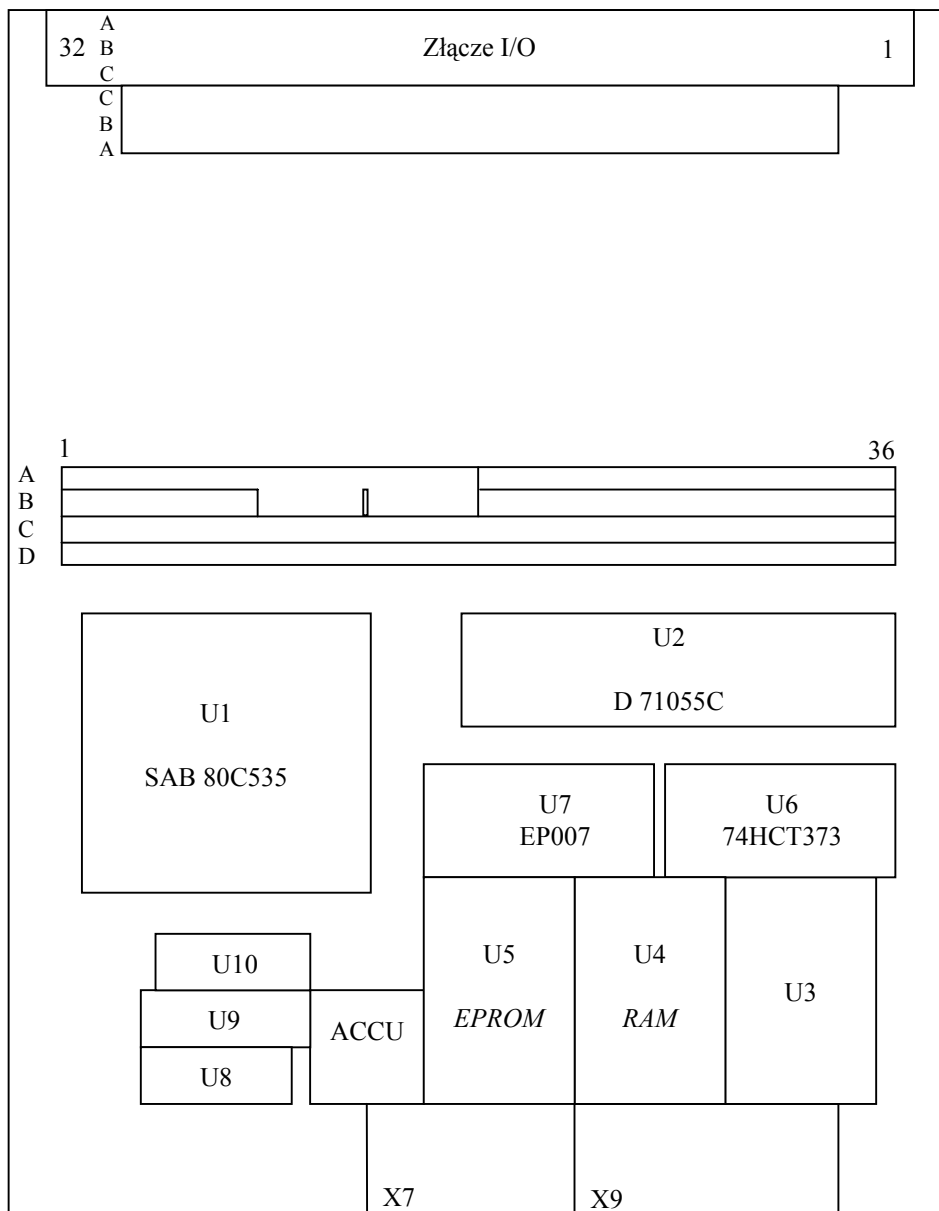 A
32 B Złącze I/O 1
C
C
B
A
1 36
A
B
C
D
U2
D 71055C
U1
SAB 80C535
U7 U6
EP007 74HCT373
U10
U9
U8
ACCU
U5
EPROM
U4
RAM
U3
X7 X9